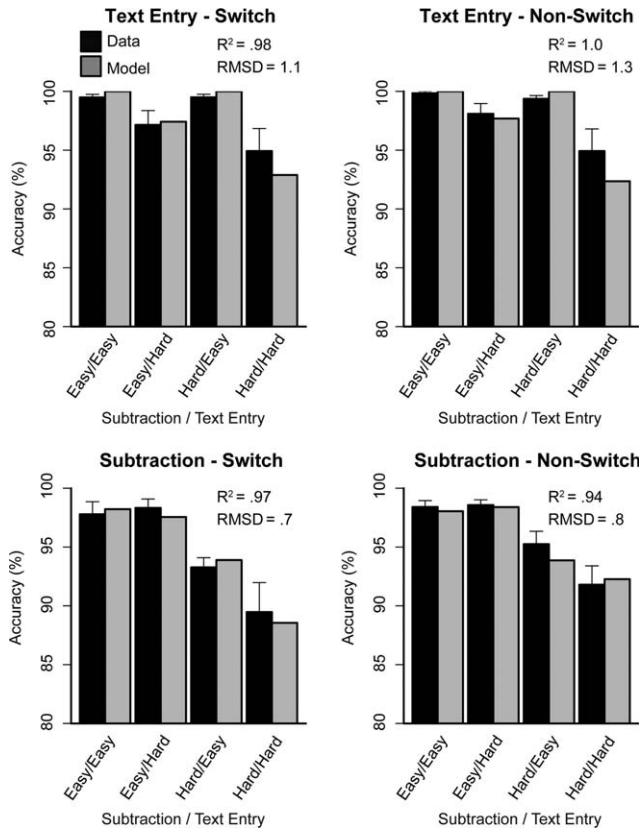 Text Entry - Switch
Data
Model
R² = .98
RMSD = 1.1
Accuracy (%)
100
95
90
85
80
Easy/Easy
Easy/Hard
Hard/Easy
Hard/Hard
Subtraction / Text Entry
Text Entry - Non-Switch
R² = 1.0
RMSD = 1.3
Accuracy (%)
100
95
90
85
80
Easy/Easy
Easy/Hard
Hard/Easy
Hard/Hard
Subtraction / Text Entry
Subtraction - Switch
R² = .97
RMSD = .7
Accuracy (%)
100
95
90
85
80
Easy/Easy
Easy/Hard
Hard/Easy
Hard/Hard
Subtraction / Text Entry
Subtraction - Non-Switch
R² = .94
RMSD = .8
Accuracy (%)
100
95
90
85
80
Easy/Easy
Easy/Hard
Hard/Easy
Hard/Hard
Subtraction / Text Entry